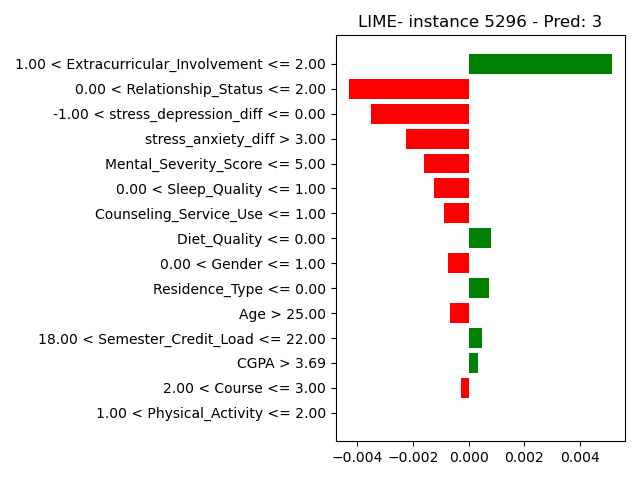 LIME- instance 5296 - Pred: 3
1.00 < Extracurricular_Involvement <= 2.00
0.00 < Relationship_Status <= 2.00
-1.00 < stress_depression_diff <= 0.00
stress_anxiety_diff > 3.00
Mental_Severity_Score <= 5.00
0.00 < Sleep_Quality <= 1.00
Counseling_Service_Use <= 1.00
Diet_Quality <= 0.00
0.00 < Gender <= 1.00
Residence_Type <= 0.00
Age > 25.00
18.00 < Semester_Credit_Load <= 22.00
CGPA > 3.69
2.00 < Course <= 3.00
1.00 < Physical_Activity <= 2.00
−0.004 −0.002 0.000 0.002 0.004